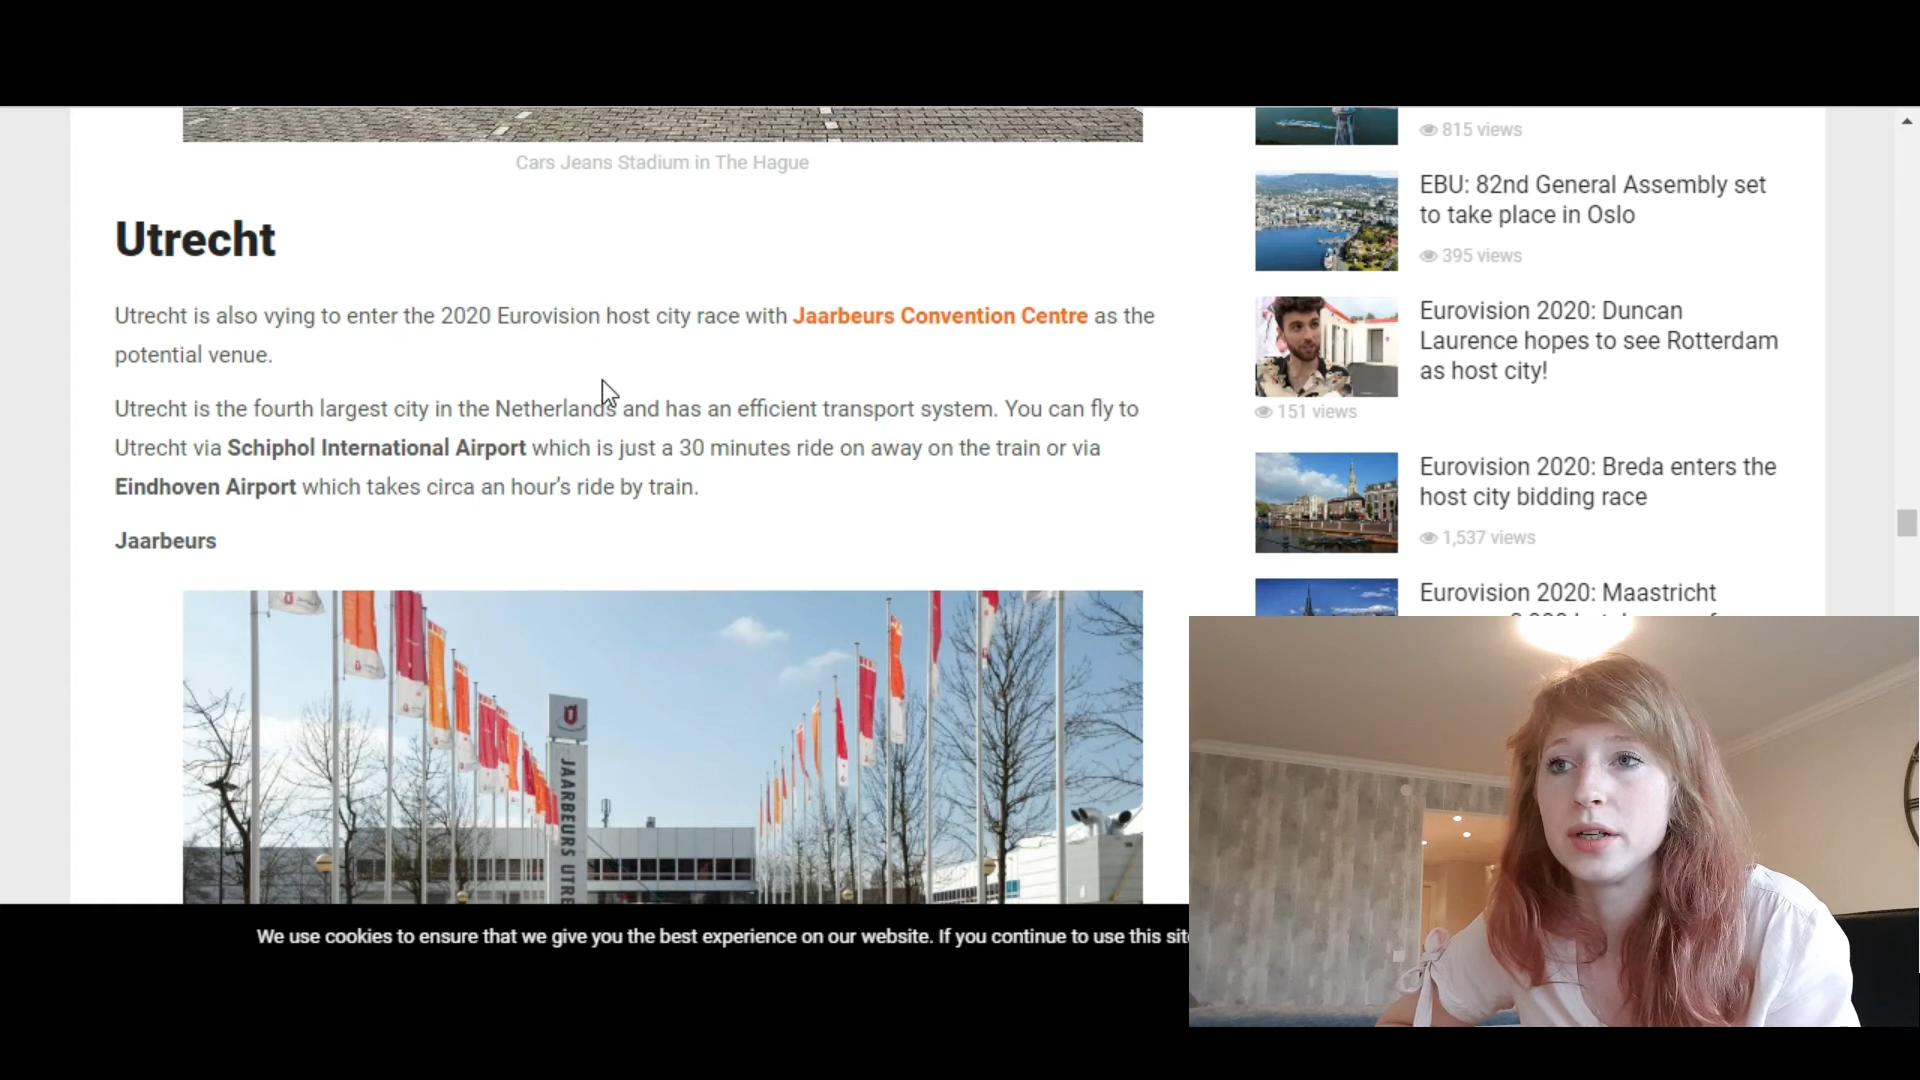 Cars Jeans Stadium in The Hague
Utrecht
Utrecht is also vying to enter the 2020 Eurovision host city race with Jaarbeurs Convention Centre as the
potential venue.
Utrecht is the fourth largest city in the Netherlands and has an efficient transport system. You can fly to
Utrecht via Schiphol International Airport which is just a 30 minutes ride on away on the train or via
Eindhoven Airport which takes circa an hour’s ride by train.
Jaarbeurs
JAARBEURS UTRE
815 views
EBU: 82nd General Assembly set
to take place in Oslo
395 views
Eurovision 2020: Duncan
Laurence hopes to see Rotterdam
as host city!
151 views
Eurovision 2020: Breda enters the
host city bidding race
1,537 views
Eurovision 2020: Maastricht
We use cookies to ensure that we give you the best experience on our website. If you continue to use this site